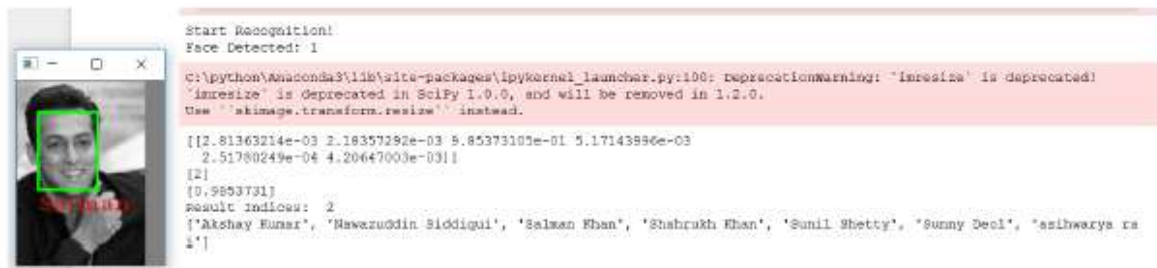 Start Recognition!
Face Detected: 1
C:\python\Anaconda3\lib\site-packages\ipykernel_launcher.py:100: DeprecationWarning: `imresize` is deprecated!
`imresize` is deprecated in SciPy 1.0.0, and will be removed in 1.2.0.
Use ``skimage.transform.resize`` instead.
[[2.81363214e-03 2.18357292e-03 9.85373105e-01 5.17143996e-03
2.51780249e-04 4.20647003e-03]]
[2]
[0.9853731]
Result Indices: 2
['Akshay Kumar', 'Nawazuddin Siddiqui', 'Salman Khan', 'Shahrukh Khan', 'Sunil Shetty', 'Sunny Deol', 'asihwarya ra
i']